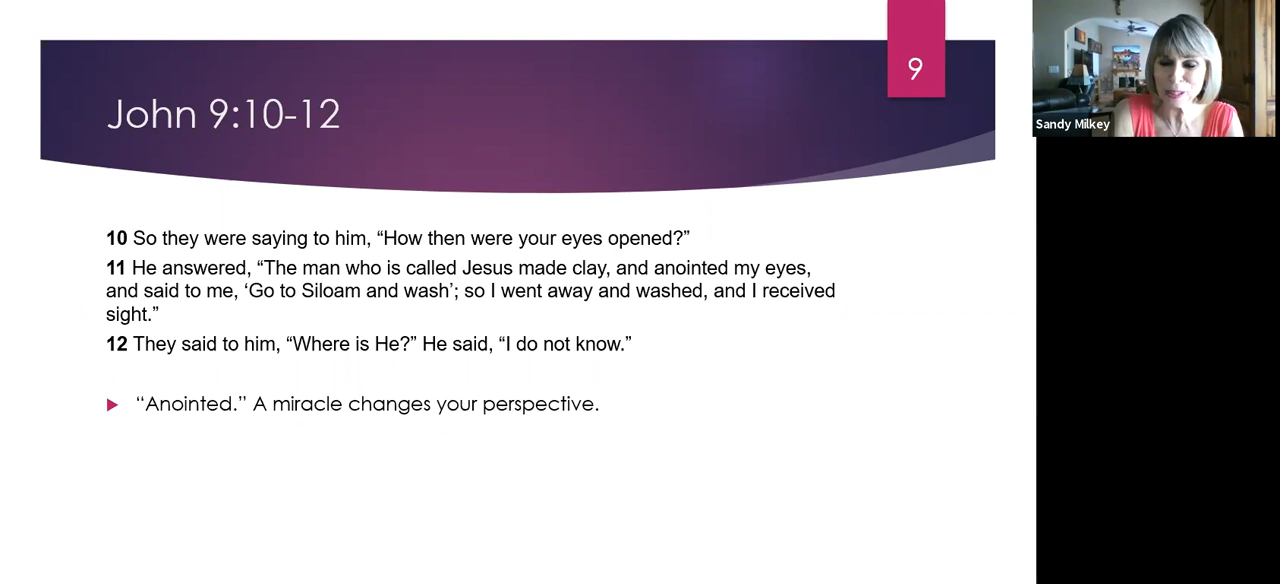 9
John 9:10-12
Sandy Milkey
10 So they were saying to him, “How then were your eyes opened?”
11 He answered, “The man who is called Jesus made clay, and anointed my eyes,
and said to me, ‘Go to Siloam and wash’; so I went away and washed, and I received
sight.”
12 They said to him, “Where is He?” He said, “I do not know.”
“Anointed.” A miracle changes your perspective.